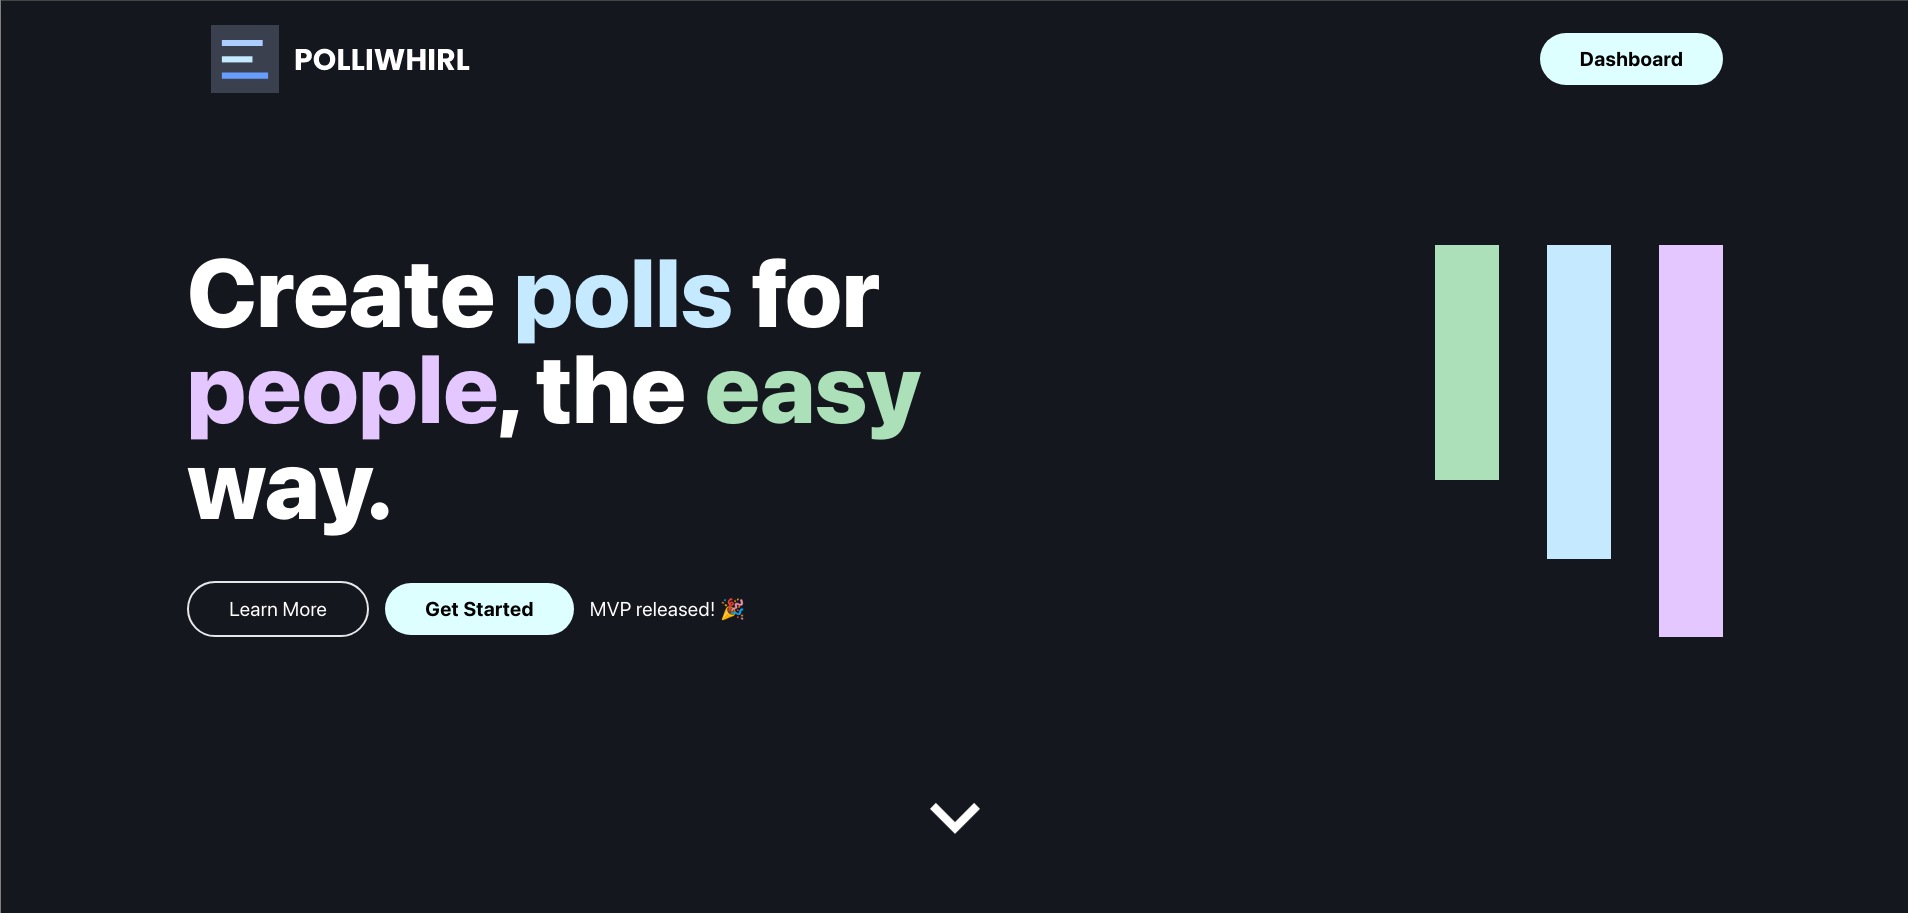 POLLIWHIRL
Dashboard
Create polls for
people, the easy
way.
Learn More
Get Started
MVP released! 🎉